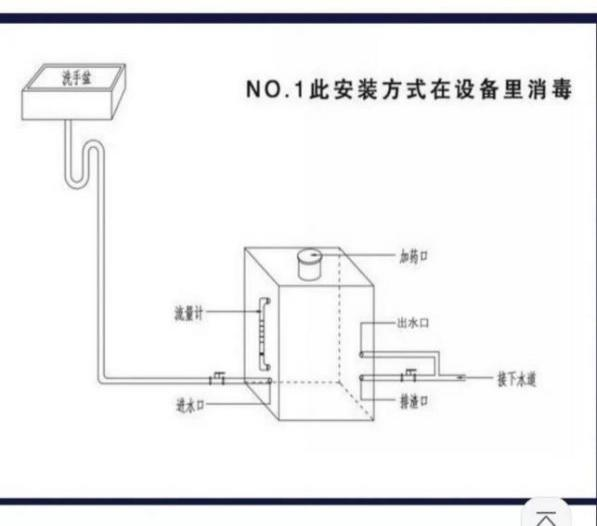 洗手盆
NO.1此安装方式在设备里消毒
加药口
流量计
出水口
接下水道
进水口
排渣口